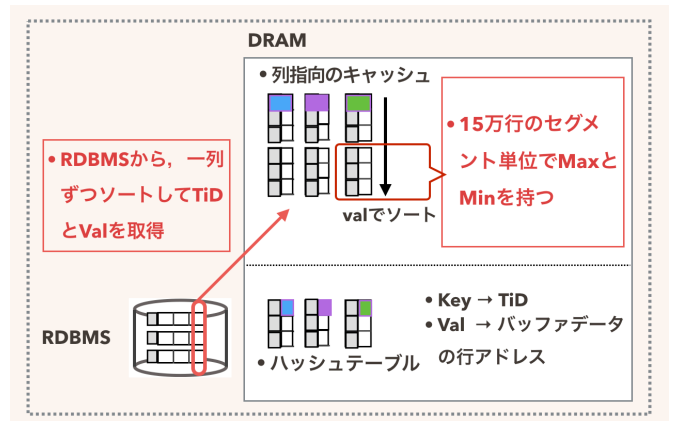 DRAM
• 列指向のキャッシュ
• 15万行のセグメ
ント単位でMaxと
Minを持つ
• RDBMSから，一列
ずつソートしてTiD
とValを取得
valでソート
RDBMS
• ハッシュテーブル
• Key → TiD
• Val → バッファデータ
の行アドレス